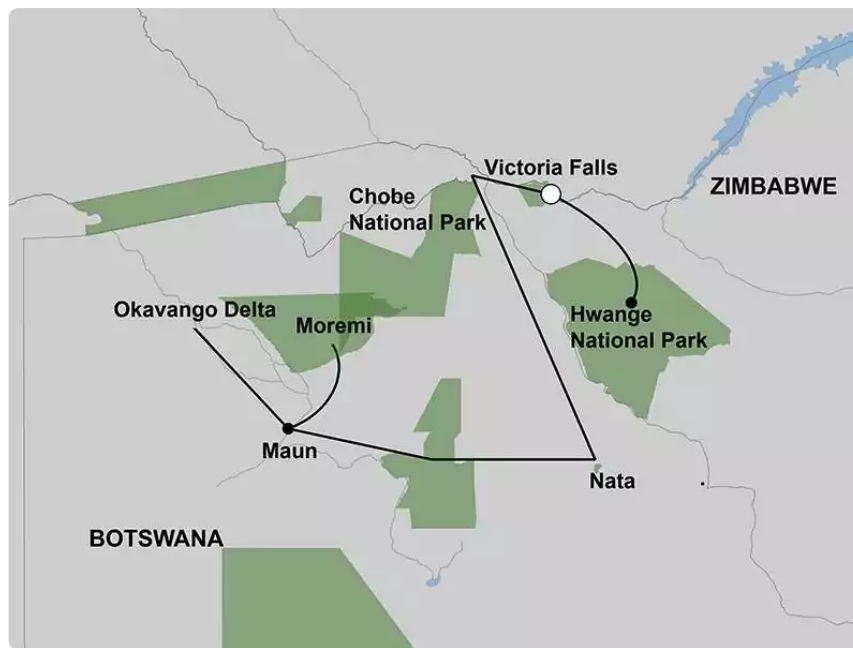 Victoria Falls
ZIMBABWE
Chobe
National Park
Okavango Delta
Moremi
Hwange
National Park
Maun
Nata
BOTSWANA